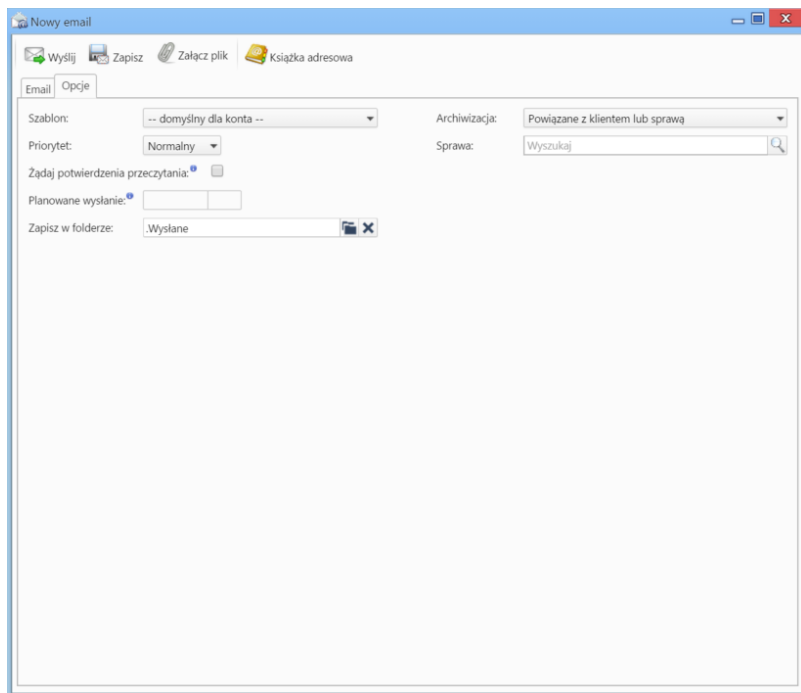 Nowy email
Wyślij Zapisz Załącz plik Książka adresowa
Email Opcje
Szablon: -- domyślny dla konta -- Archiwizacja: Powiązane z klientem lub sprawą
Priorytet: Normalny Sprawa: Wyszukaj
Żądaj potwierdzenia przeczytania:
Planowane wysłanie:
Zapisz w folderze: .Wysłane